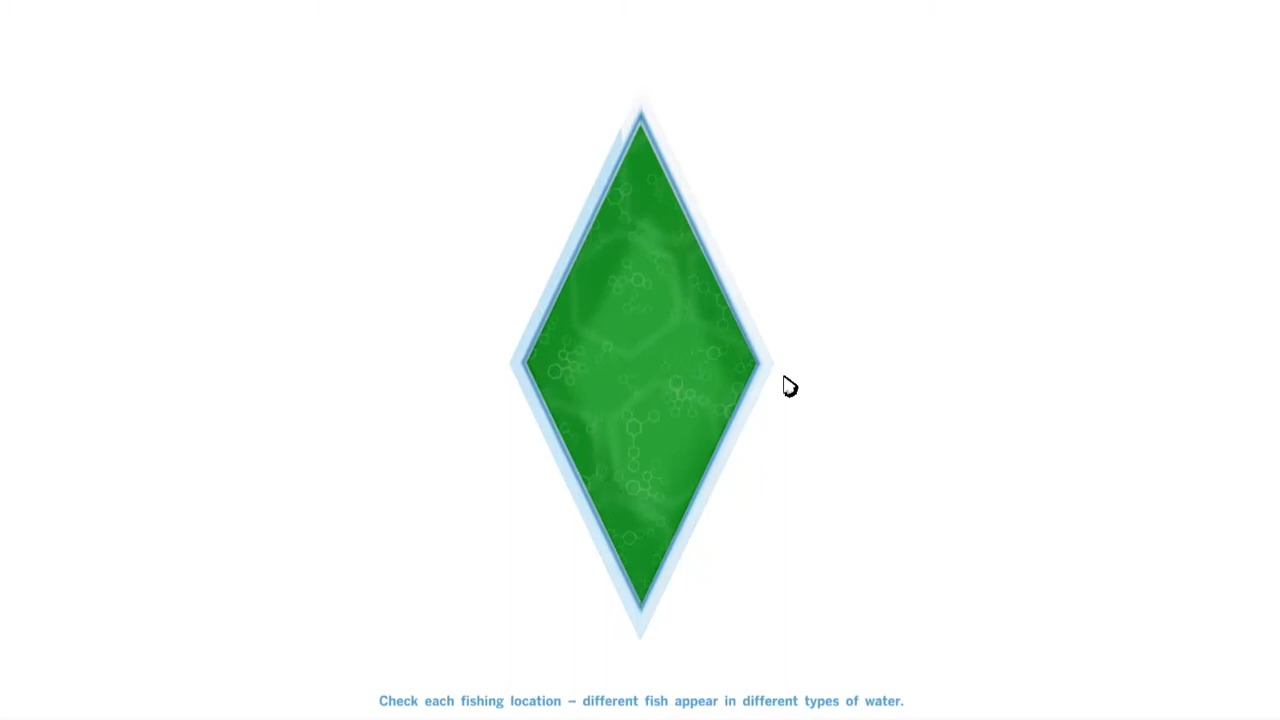 Check each fishing location – different fish appear in different types of water.